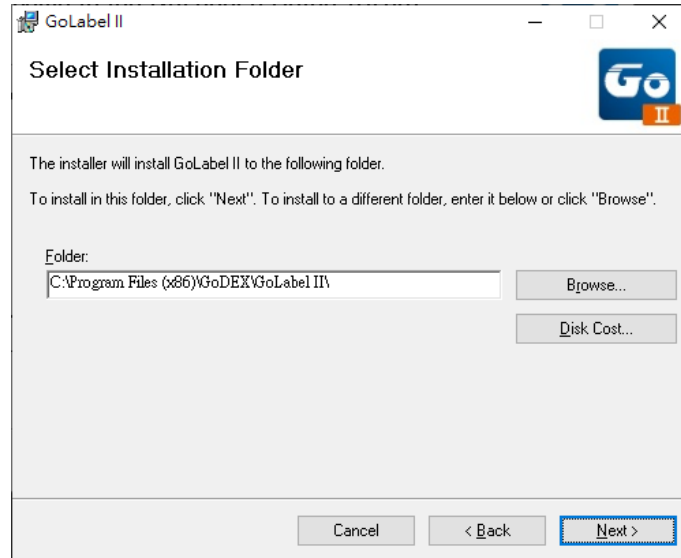 GoLabel II
Select Installation Folder
Go
II
The installer will install GoLabel II to the following folder.
To install in this folder, click "Next". To install to a different folder, enter it below or click "Browse".
Folder:
C:\Program Files (x86)\GoDEX\GoLabel II\
Browse...
Disk Cost...
Cancel
< Back
Next >